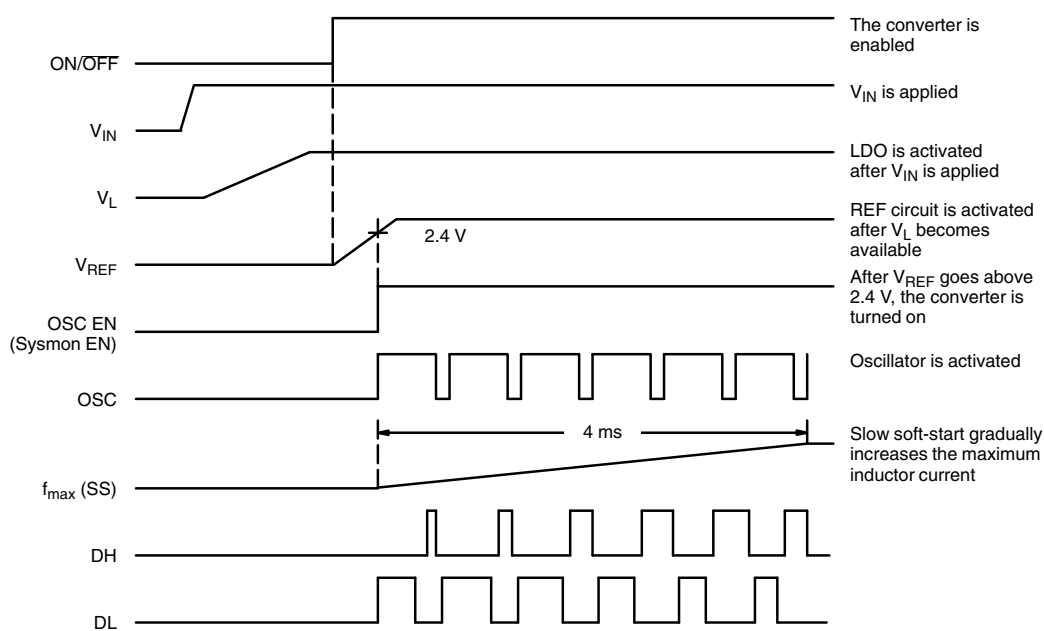 The converter is
enabled
ON/OFF
V_IN is applied
V_IN
LDO is activated
after V_IN is applied
V_L
REF circuit is activated
after V_L becomes
available
2.4 V
V_REF
After V_REF goes above
2.4 V, the converter is
turned on
OSC EN
(Sysmon EN)
Oscillator is activated
OSC
4 ms
Slow soft-start gradually
increases the maximum
inductor current
f_max (SS)
DH
DL